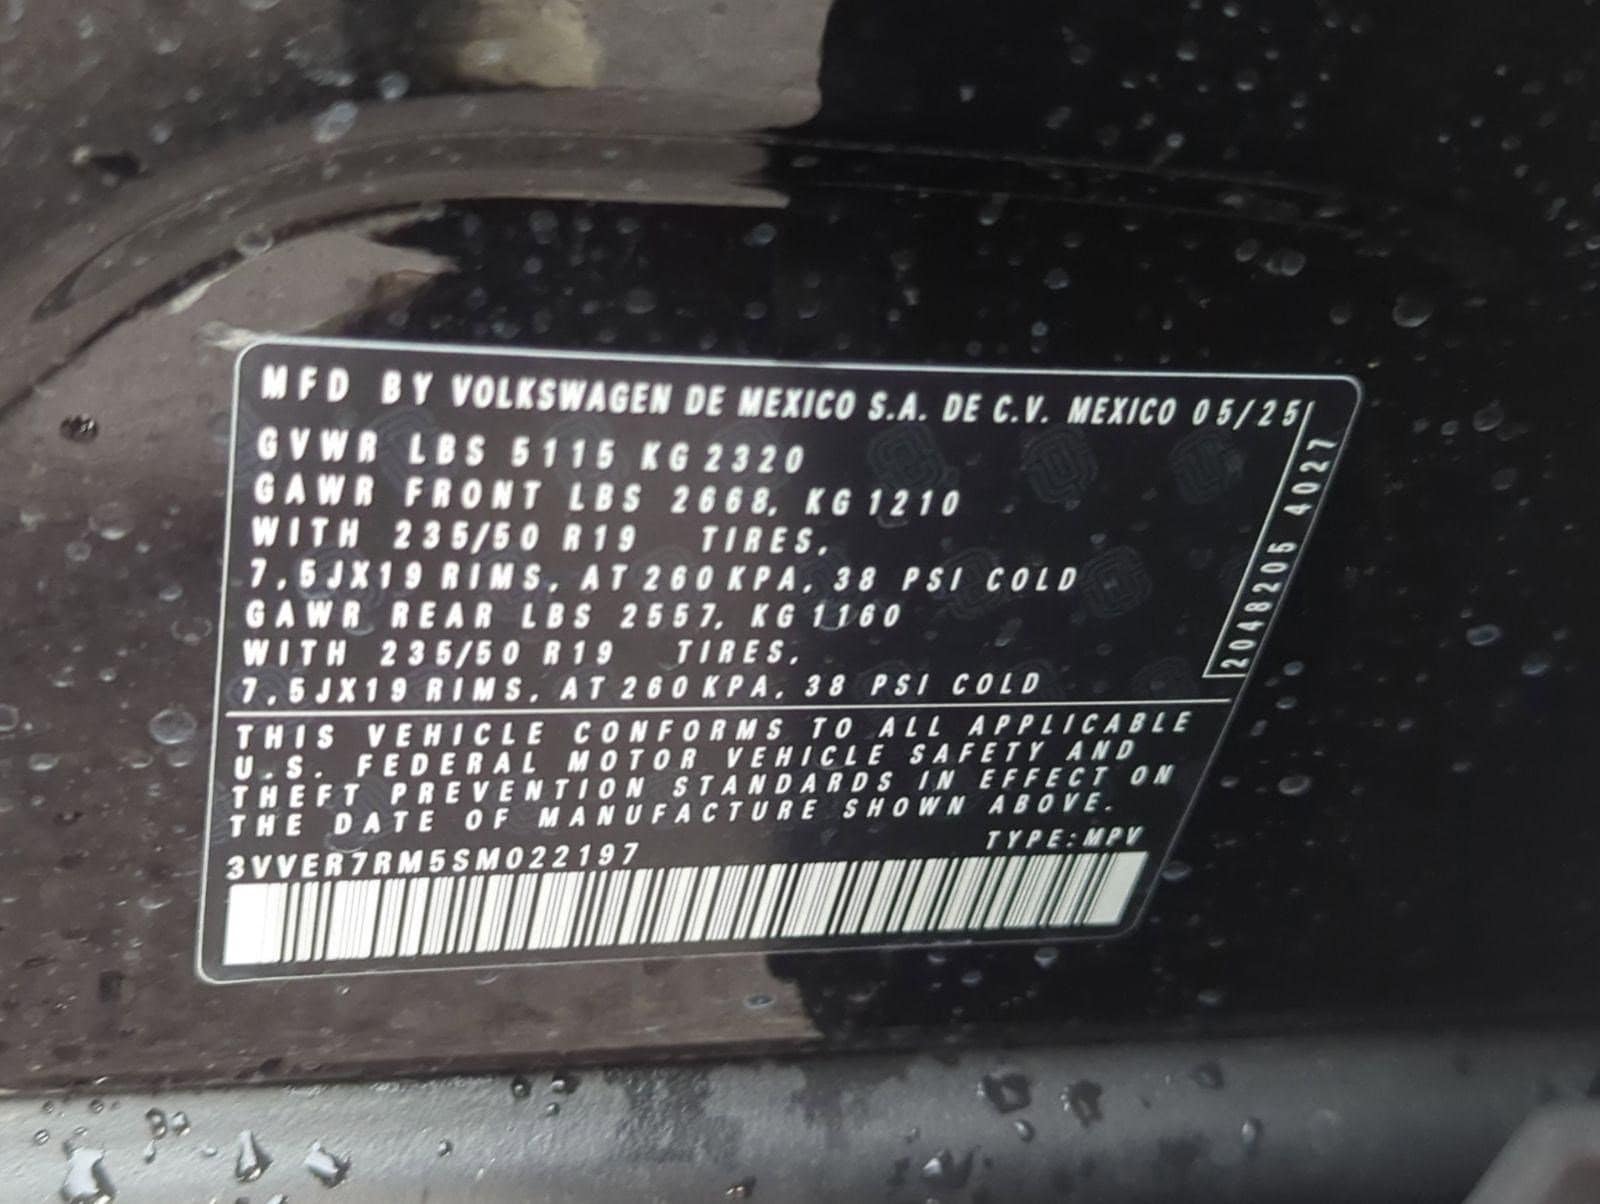 MFD BY VOLKSWAGEN DE MEXICO S.A. DE C.V. MEXICO 05/25
GVWR LBS 5115 KG 2320
GAWR FRONT LBS 2668, KG 1210
WITH 235/50 R19 TIRES,
7,5JX19 RIMS, AT 260 KPA, 38 PSI COLD
GAWR REAR LBS 2557, KG 1160
WITH 235/50 R19 TIRES,
7,5JX19 RIMS, AT 260 KPA, 38 PSI COLD
2048205 4027
THIS VEHICLE CONFORMS TO ALL APPLICABLE
U.S. FEDERAL MOTOR VEHICLE SAFETY AND
THEFT PREVENTION STANDARDS IN EFFECT ON
THE DATE OF MANUFACTURE SHOWN ABOVE.
TYPE:MPV
3VVER7RM5SM022197